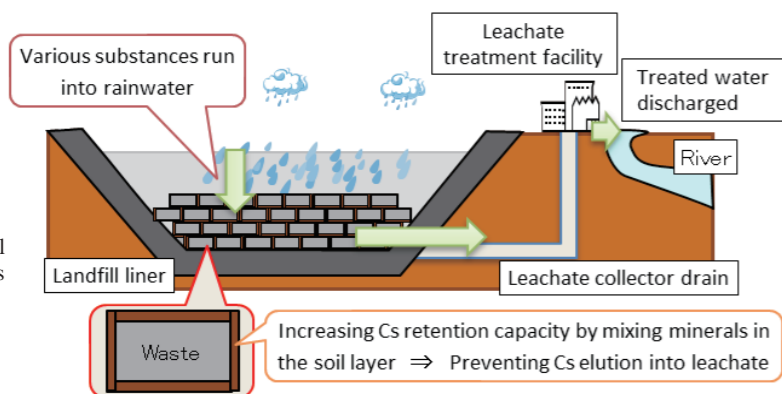 Various substances run
into rainwater
Leachate
treatment facility
Treated water
discharged
River
l
s
Landfill liner
Leachate collector drain
Waste
Increasing Cs retention capacity by mixing minerals in
the soil layer ⇒ Preventing Cs elution into leachate